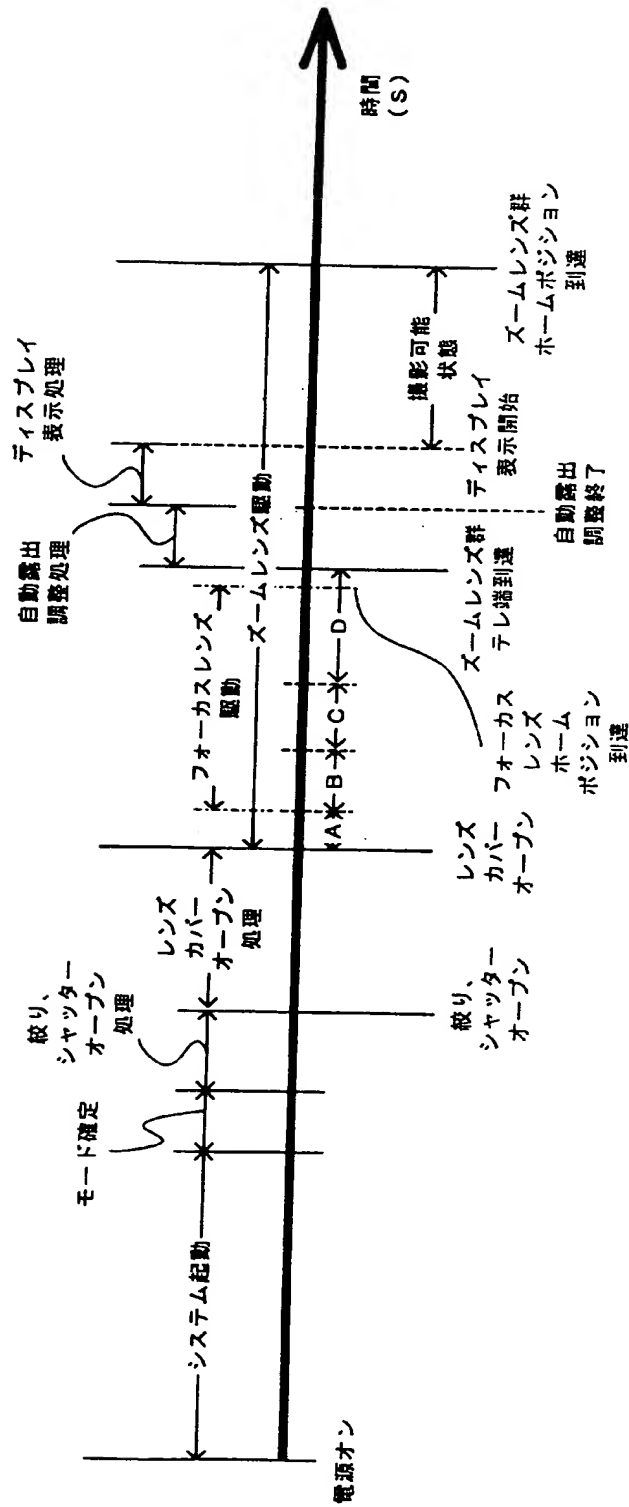 電源オン
システム起動
モード確定
絞り、
シャッター
オープン
処理
絞り、
シャッター
オープン
レンズ
カバー
オープン
処理
レンズ
カバー
オープン
A
B
C
D
フォーカスレンズ
駆動
ズームレンズ駆動
フォーカス
レンズ
ホーム
ポジション
到達
ズームレンズ群
テレ端到達
自動露出
調整処理
自動露出
調整終了
ディスプレイ
表示処理
ディスプレイ
表示開始
撮影可能
状態
ズームレンズ群
ホームポジション
到達
時間
(S)